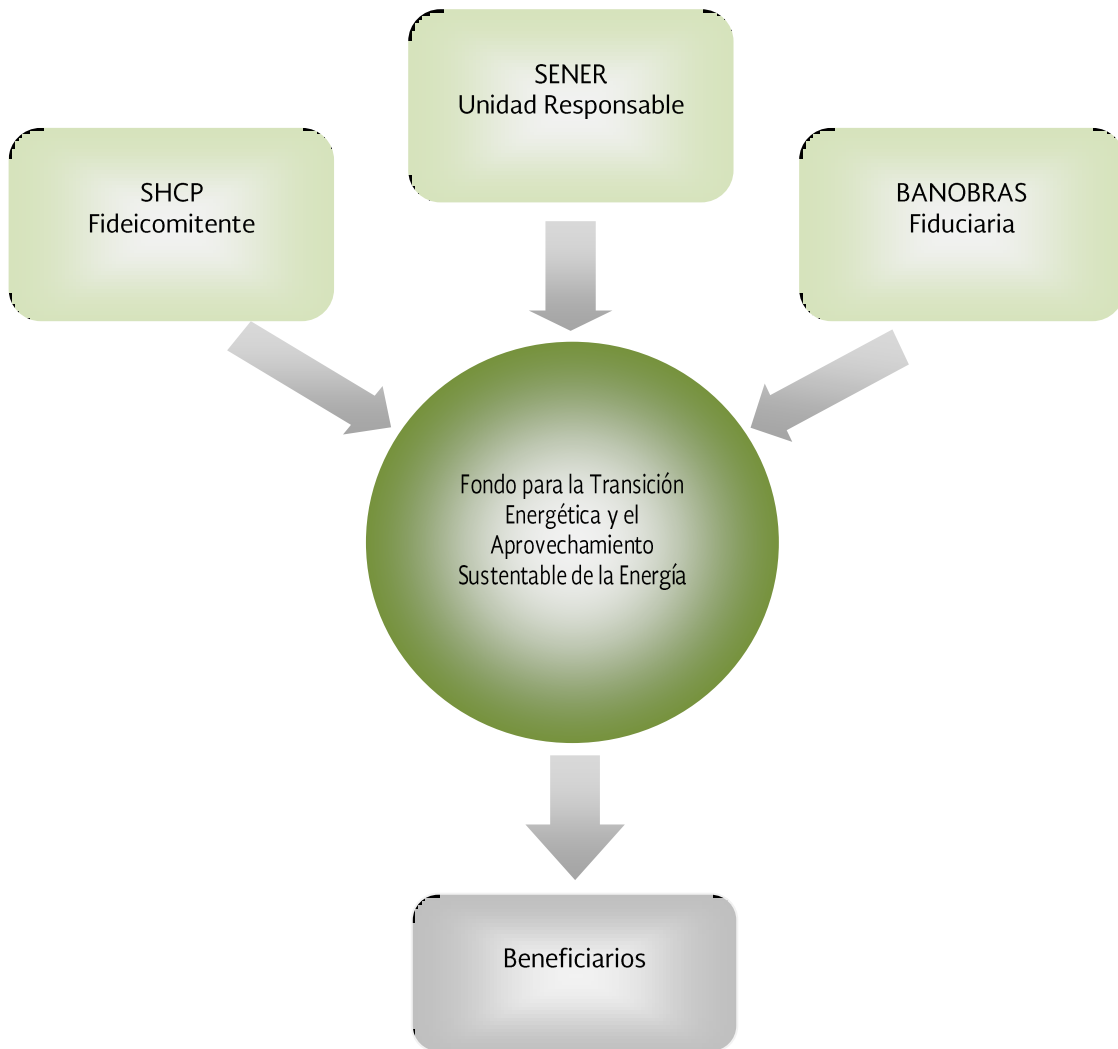 SENER
Unidad Responsable
SHCP
Fideicomitente
BANOBRAS
Fiduciaria
Fondo para la Transición
Energética y el
Aprovechamiento
Sustentable de la Energía
Beneficiarios